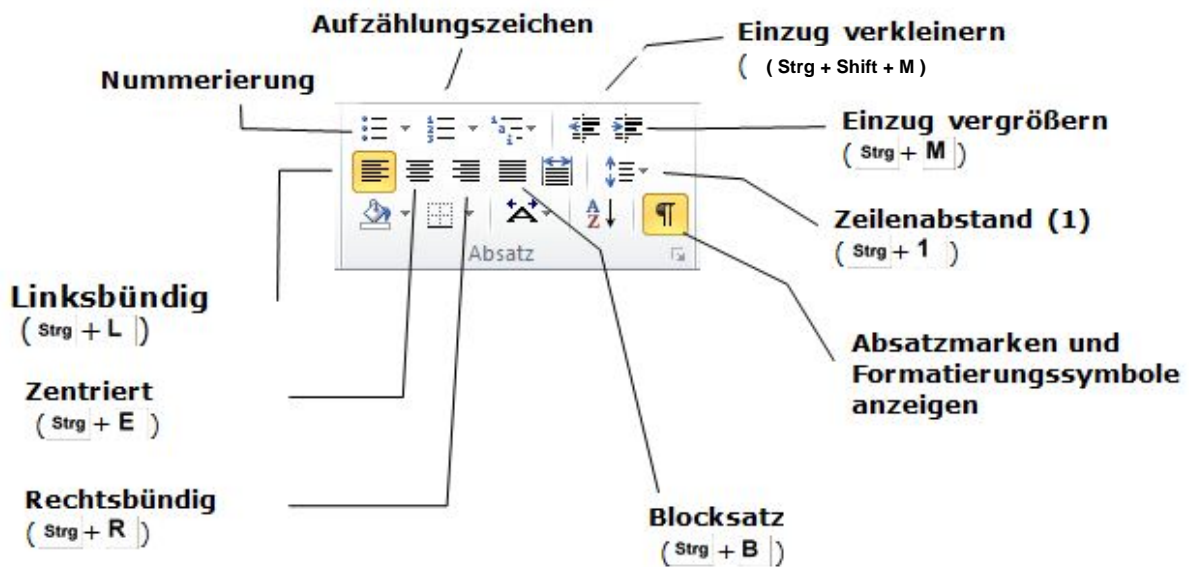 Aufzählungszeichen
Einzug verkleinern
( ( Strg + Shift + M )
Nummerierung
Einzug vergrößern
( Strg + M )
Zeilenabstand (1)
( Strg + 1 )
Absatz
Linksbündig
( Strg + L )
Absatzmarken und
Formatierungssymbole
anzeigen
Zentriert
( Strg + E )
Rechtsbündig
( Strg + R )
Blocksatz
( Strg + B )